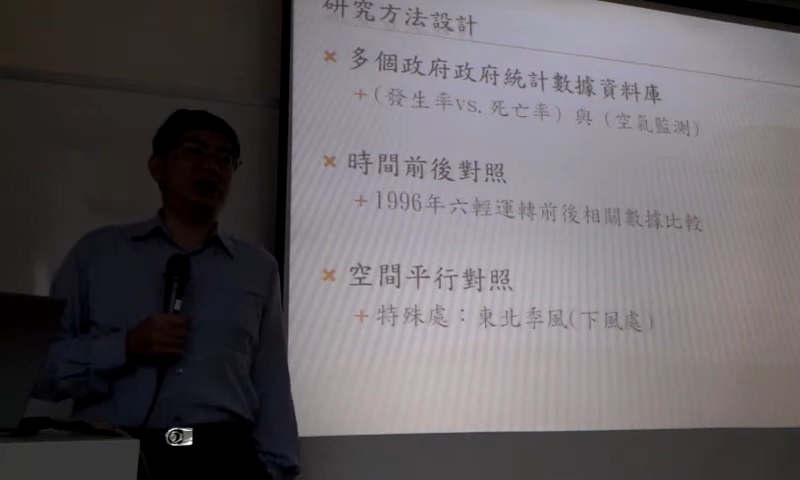 研究方法設計
多個政府政府統計數據資料庫
+(發生率vs.死亡率)與(空氣監測)
時間前後對照
+1996年六輕運轉前後相關數據比較
空間平行對照
+特殊處：東北季風(下風處)